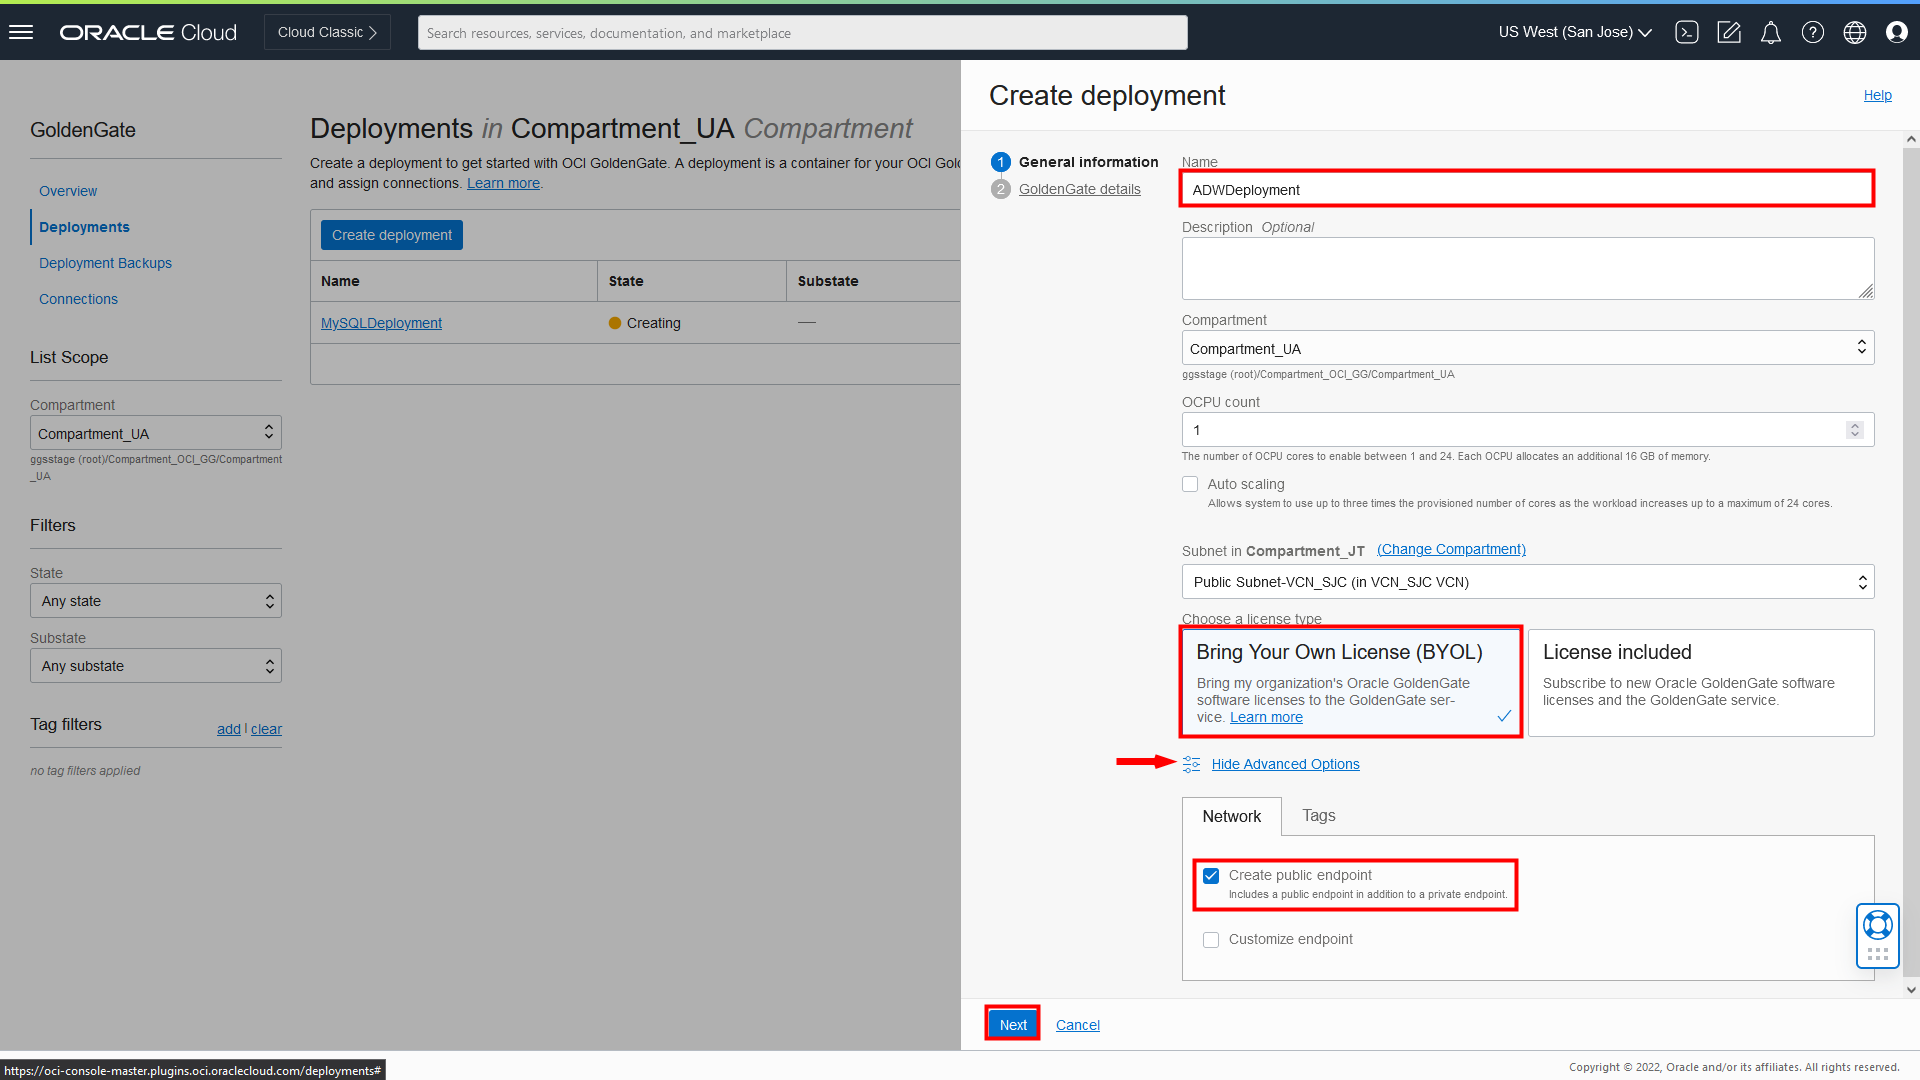 ORACLE Cloud
Cloud Classic
Search resources, services, documentation, and marketplace
US West (San Jose)
GoldenGate
Overview
Deployments
Deployment Backups
Connections
List Scope
Compartment
Compartment_UA
ggsstage (root)/Compartment_OCI_GG/Compartment
_UA
Filters
State
Any state
Substate
Any substate
Tag filters
add | clear
no tag filters applied
Deployments in Compartment_UA Compartment
Create a deployment to get started with OCI GoldenGate. A deployment is a container for your OCI Gol
and assign connections. Learn more.
Create deployment
Name State Substate
MySQLDeployment Creating —
Create deployment
Help
1 General information
2 GoldenGate details
Name
ADWDeployment
Description Optional
Compartment
Compartment_UA
ggsstage (root)/Compartment_OCI_GG/Compartment_UA
OCPU count
1
The number of OCPU cores to enable between 1 and 24. Each OCPU allocates an additional 16 GB of memory.
Auto scaling
Allows system to use up to three times the provisioned number of cores as the workload increases up to a maximum of 24 cores.
Subnet in Compartment_JT (Change Compartment)
Public Subnet-VCN_SJC (in VCN_SJC VCN)
Choose a license type
Bring Your Own License (BYOL)
Bring my organization's Oracle GoldenGate
software licenses to the GoldenGate ser-
vice. Learn more
License included
Subscribe to new Oracle GoldenGate software
licenses and the GoldenGate service.
Hide Advanced Options
Network Tags
Create public endpoint
Includes a public endpoint in addition to a private endpoint.
Customize endpoint
Next Cancel
https://oci-console-master.plugins.oci.oraclecloud.com/deployments#
Copyright © 2022, Oracle and/or its affiliates. All rights reserved.